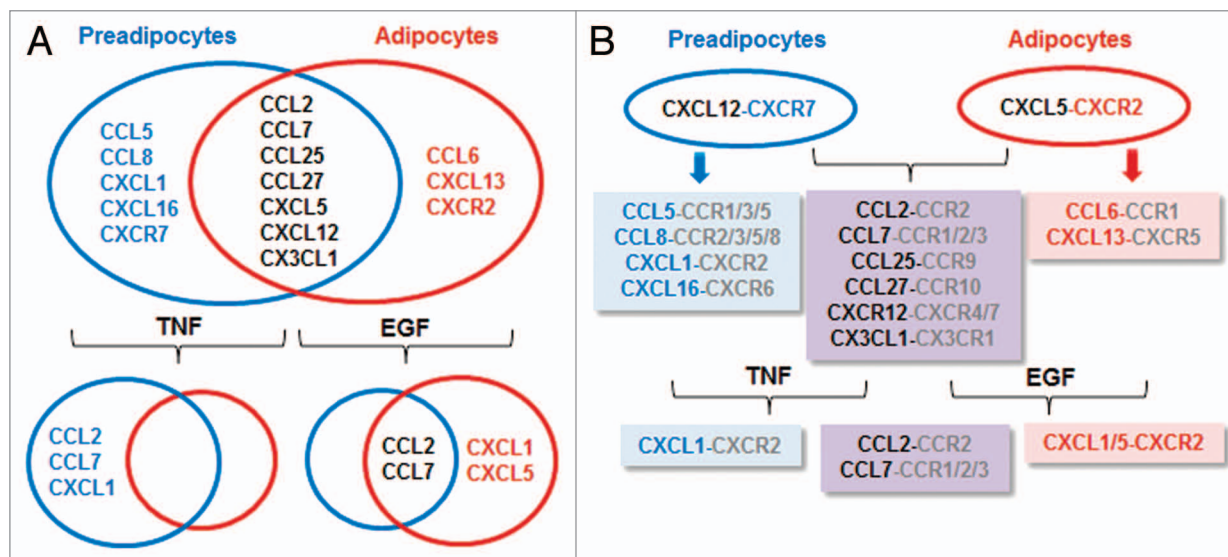 A
Preadipocytes
Adipocytes
CCL5
CCL8
CXCL1
CXCL16
CXCR7
CCL2
CCL7
CCL25
CCL27
CXCL5
CXCL12
CX3CL1
CCL6
CXCL13
CXCR2
TNF
EGF
CCL2
CCL7
CXCL1
CCL2
CCL7
CXCL1
CXCL5
B
Preadipocytes
Adipocytes
CXCL12-CXCR7
CXCL5-CXCR2
CCL5-CCR1/3/5
CCL8-CCR2/3/5/8
CXCL1-CXCR2
CXCL16-CXCR6
CCL2-CCR2
CCL7-CCR1/2/3
CCL25-CCR9
CCL27-CCR10
CXCR12-CXCR4/7
CX3CL1-CX3CR1
CCL6-CCR1
CXCL13-CXCR5
TNF
EGF
CXCL1-CXCR2
CCL2-CCR2
CCL7-CCR1/2/3
CXCL1/5-CXCR2